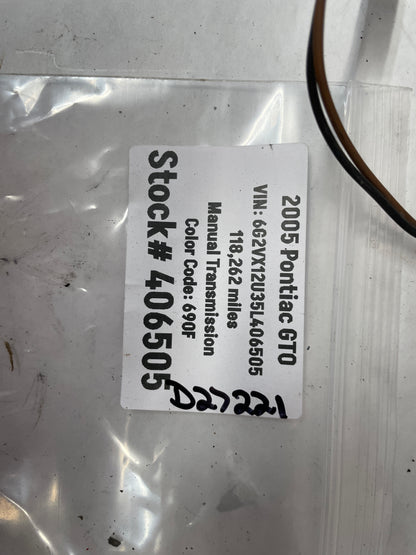 2005 Pontiac GTO
VIN: 6G2VX12U35L406505
118,262 miles
Manual Transmission
Color Code: 690F
Stock# 406505
D27221